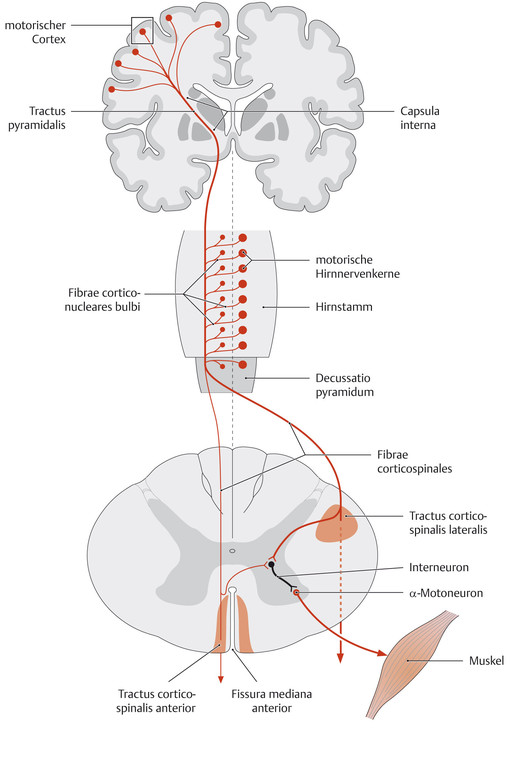 motorischer
Cortex
Tractus
pyramidalis
Capsula
interna
motorische
Hirnnervenkerne
Fibrae cortico-
nucleares bulbi
Hirnstamm
Decussatio
pyramidum
Fibrae
corticospinales
Tractus cortico-
spinalis lateralis
Interneuron
α-Motoneuron
Muskel
Tractus cortico-
spinalis anterior
Fissura mediana
anterior